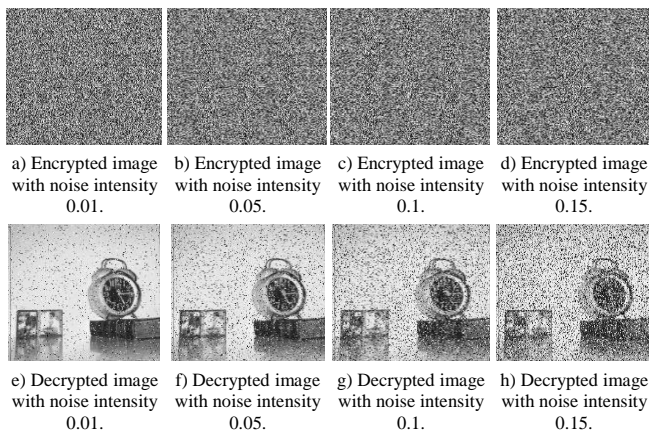 a) Encrypted image
with noise intensity
0.01.
b) Encrypted image
with noise intensity
0.05.
c) Encrypted image
with noise intensity
0.1.
d) Encrypted image
with noise intensity
0.15.
e) Decrypted image
with noise intensity
0.01.
f) Decrypted image
with noise intensity
0.05.
g) Decrypted image
with noise intensity
0.1.
h) Decrypted image
with noise intensity
0.15.